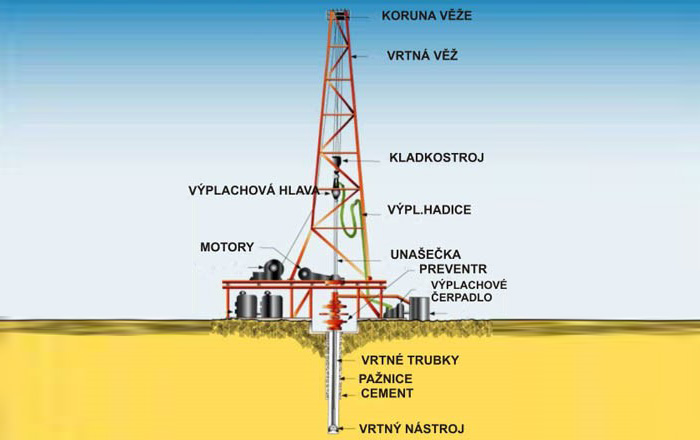 KORUNA VĚŽE
VRTNÁ VĚŽ
KLADKOSTROJ
VÝPLACHOVÁ HLAVA
VÝPL.HADICE
MOTORY
UNAŠEČKA
PREVENTR
VÝPLACHOVÉ
ČERPADLO
VRTNÉ TRUBKY
PAŽNICE
CEMENT
VRTNÝ NÁSTROJ